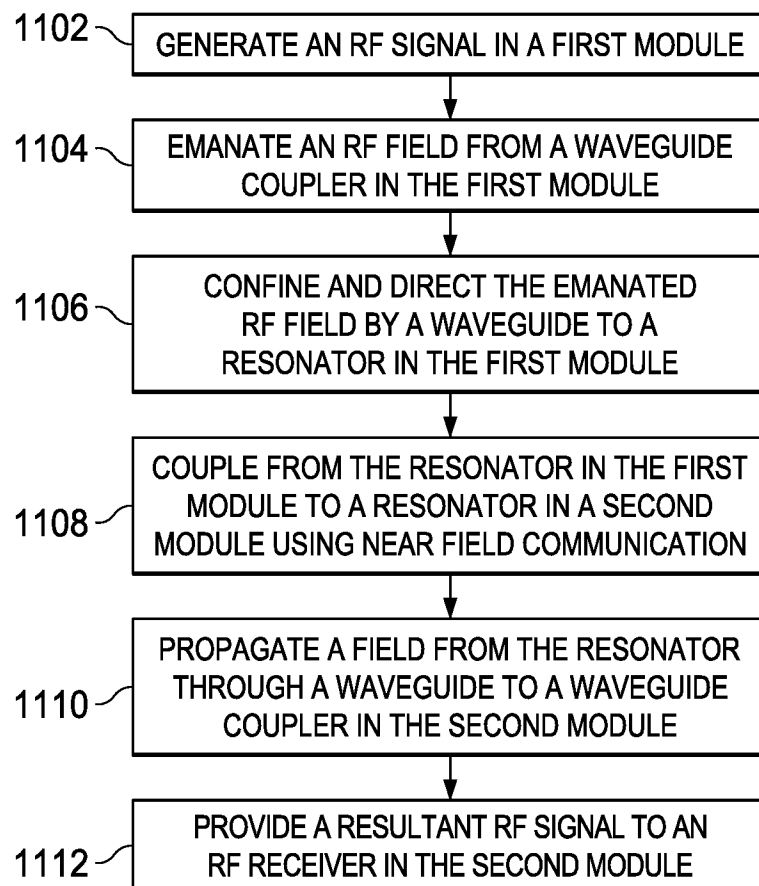 1102
GENERATE AN RF SIGNAL IN A FIRST MODULE
1104
EMANATE AN RF FIELD FROM A WAVEGUIDE
COUPLER IN THE FIRST MODULE
1106
CONFINE AND DIRECT THE EMANATED
RF FIELD BY A WAVEGUIDE TO A
RESONATOR IN THE FIRST MODULE
1108
COUPLE FROM THE RESONATOR IN THE FIRST
MODULE TO A RESONATOR IN A SECOND
MODULE USING NEAR FIELD COMMUNICATION
1110
PROPAGATE A FIELD FROM THE RESONATOR
THROUGH A WAVEGUIDE TO A WAVEGUIDE
COUPLER IN THE SECOND MODULE
1112
PROVIDE A RESULTANT RF SIGNAL TO AN
RF RECEIVER IN THE SECOND MODULE